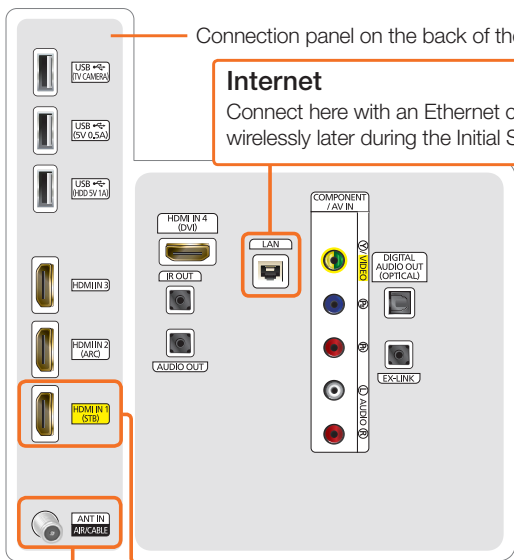 Connection panel on the back of the
Internet
Connect here with an Ethernet c
wirelessly later during the Initial S
USB
(TV CAMERA)
USB
(5V 0.5A)
USB
(HDD 5V 1A)
HDMI IN 3
HDMI IN 2
(ARC)
HDMI IN 1
(STB)
ANT IN
AIR/CABLE
HDMI IN 4
(DVI)
IR OUT
AUDIO OUT
LAN
COMPONENT
/ AV IN
Y/ VIDEO
PB
PR
L AUDIO R
DIGITAL
AUDIO OUT
(OPTICAL)
EX-LINK